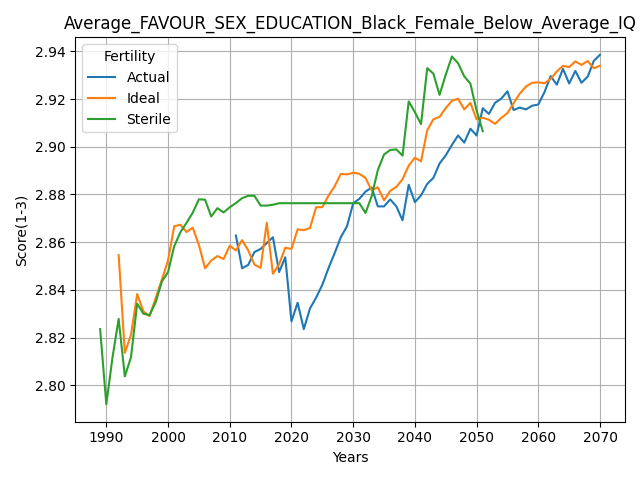 Average_FAVOUR_SEX_EDUCATION_Black_Female_Below_Average_IQ
Fertility
Actual
Ideal
Sterile
Score(1-3)
2.94
2.92
2.90
2.88
2.86
2.84
2.82
2.80
1990 2000 2010 2020 2030 2040 2050 2060 2070
Years